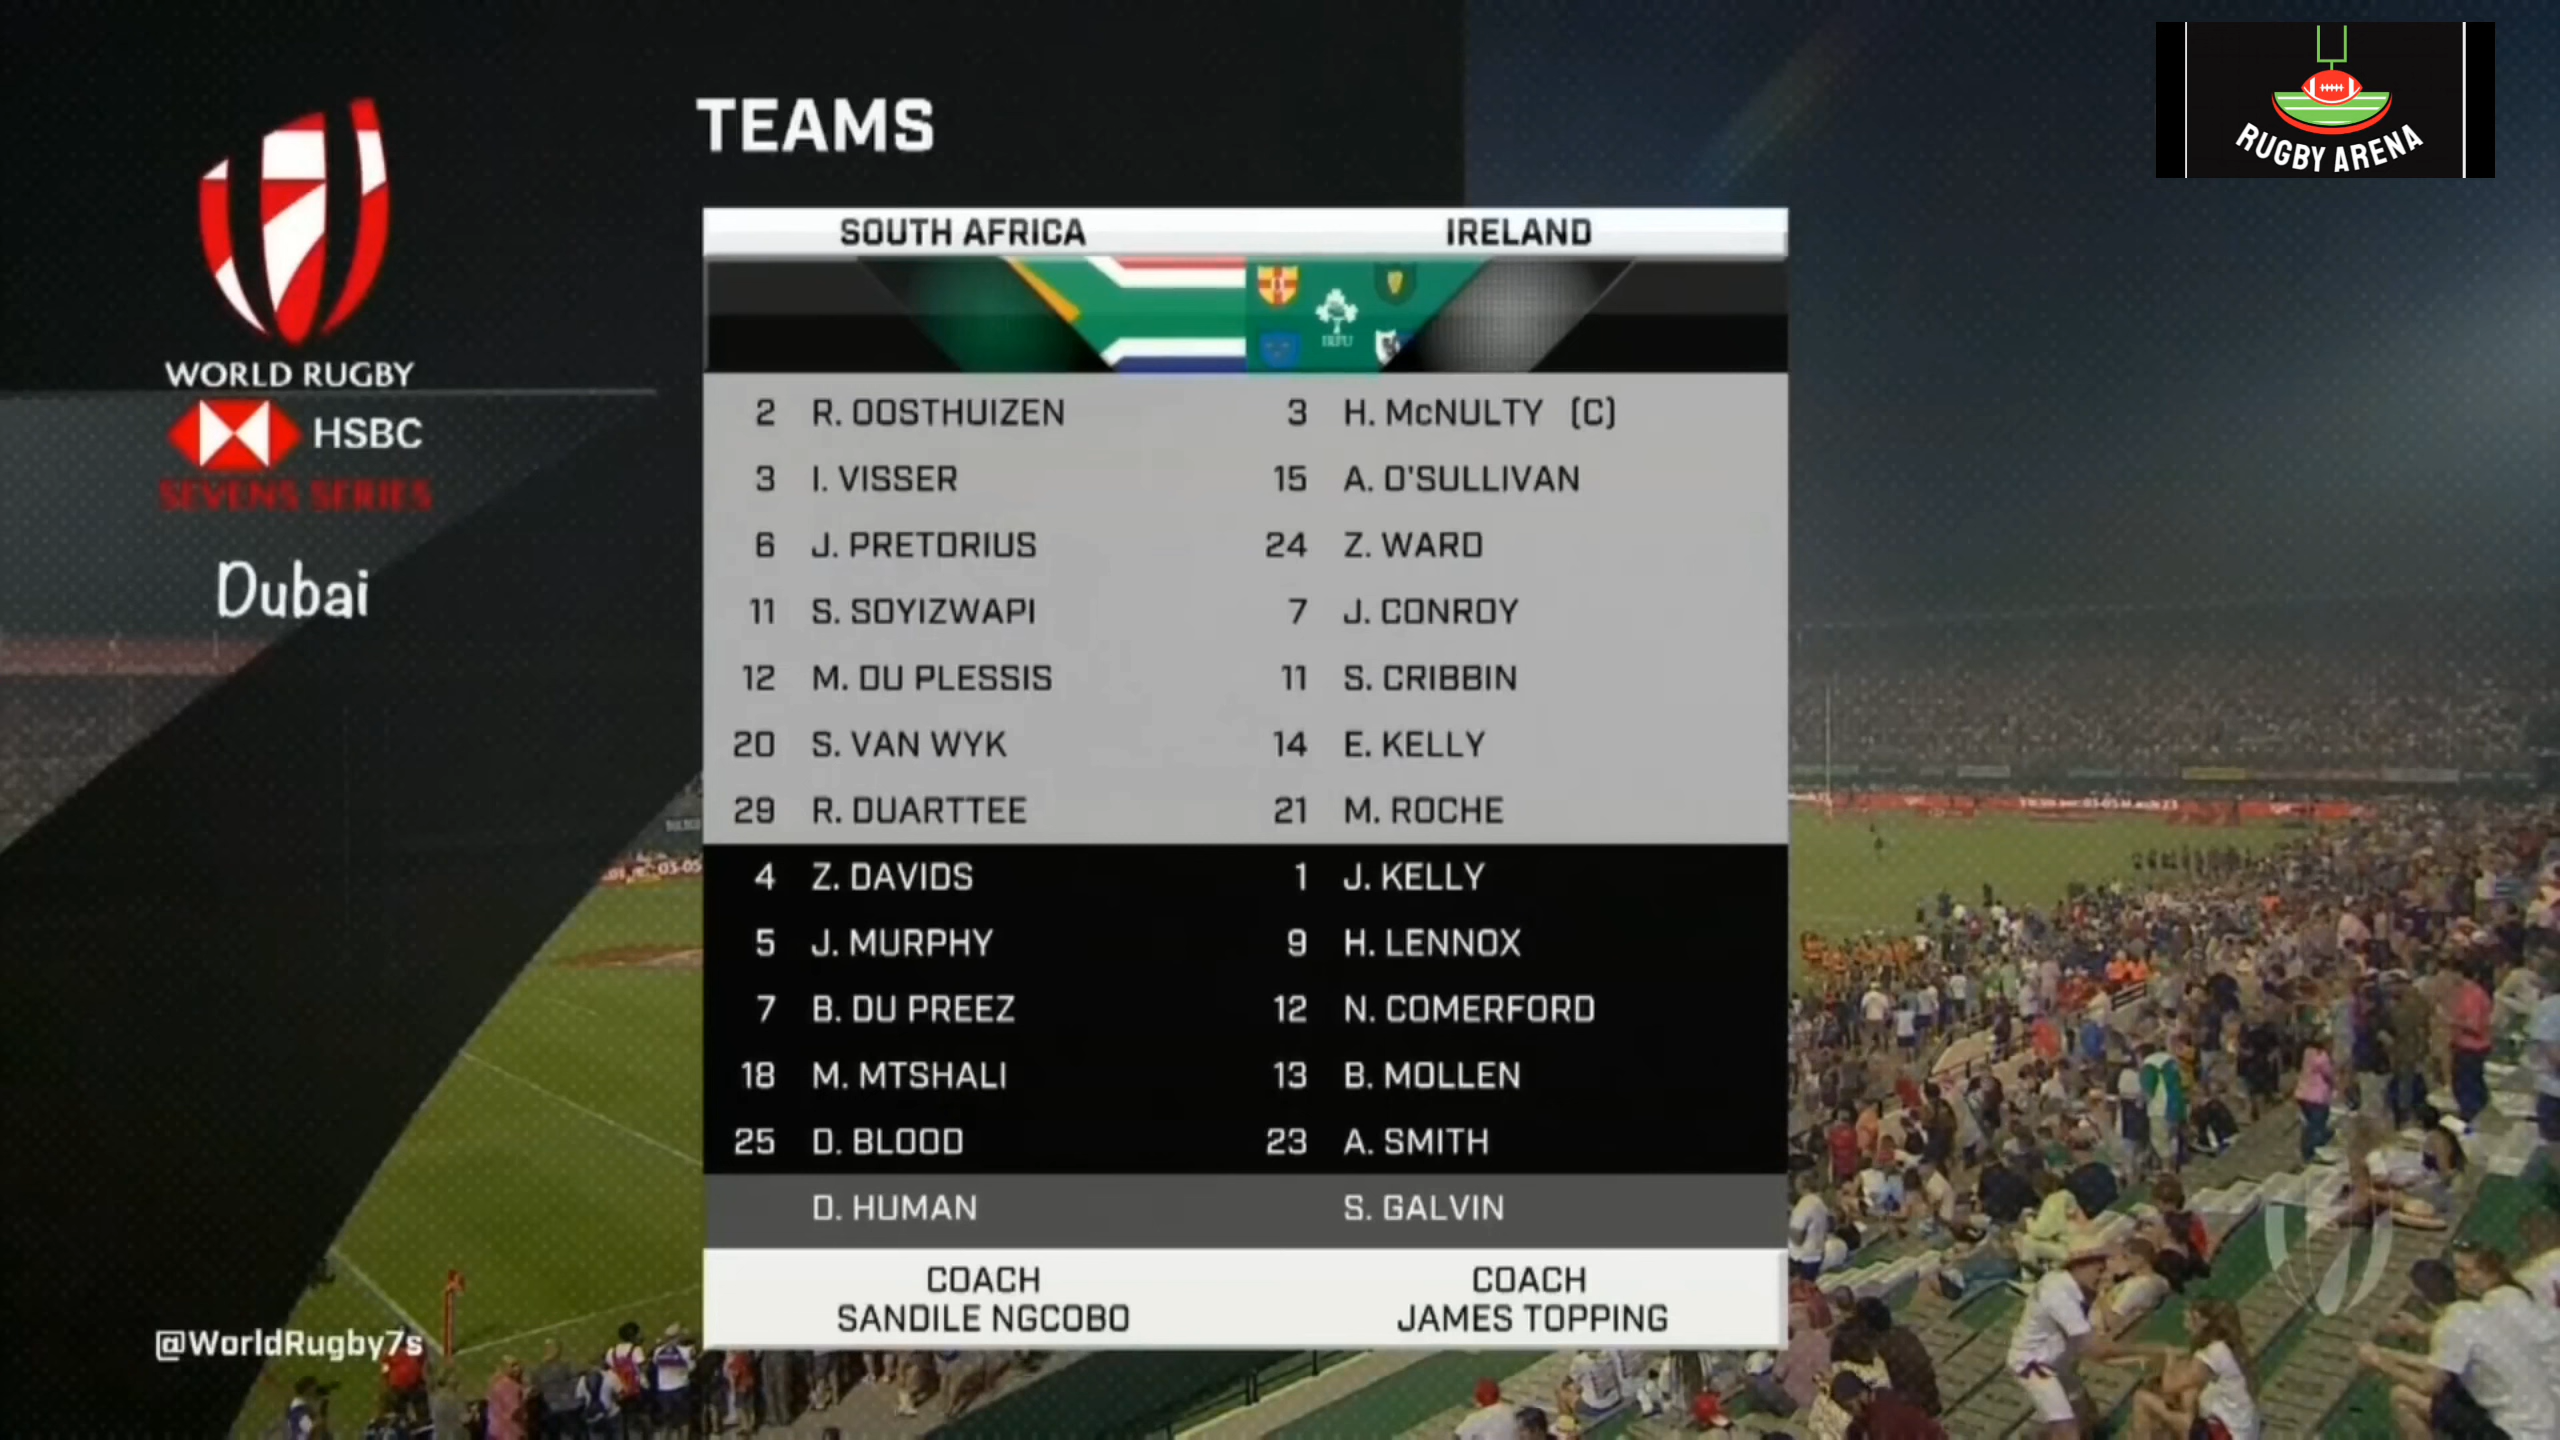 RUGBY ARENA
TEAMS
WORLD RUGBY
HSBC
SEVENS SERIES
Dubai
@WorldRugby7s
SOUTH AFRICA IRELAND
IRFU
2 R. OOSTHUIZEN 3 H. McNULTY (C)
3 I. VISSER 15 A. O'SULLIVAN
6 J. PRETORIUS 24 Z. WARD
11 S. SOYIZWAPI 7 J. CONROY
12 M. DU PLESSIS 11 S. CRIBBIN
20 S. VAN WYK 14 E. KELLY
29 R. DUARTTEE 21 M. ROCHE
4 Z. DAVIDS 1 J. KELLY
5 J. MURPHY 9 H. LENNOX
7 B. DU PREEZ 12 N. COMERFORD
18 M. MTSHALI 13 B. MOLLEN
25 D. BLOOD 23 A. SMITH
D. HUMAN S. GALVIN
COACH COACH
SANDILE NGCOBO JAMES TOPPING